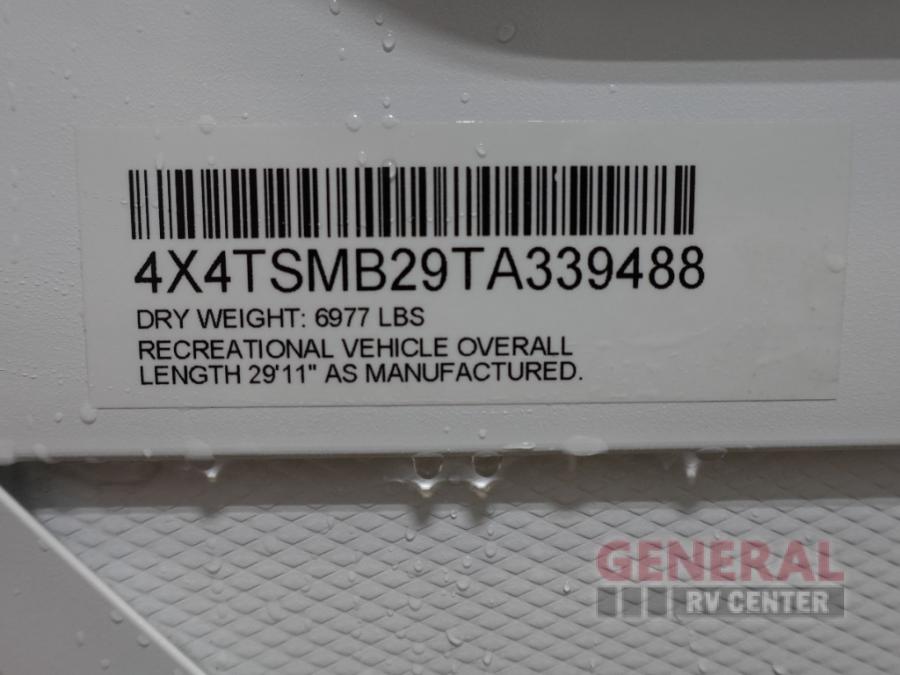 4X4TSMB29TA339488
DRY WEIGHT: 6977 LBS
RECREATIONAL VEHICLE OVERALL
LENGTH 29'11" AS MANUFACTURED.
GENERAL
RV CENTER